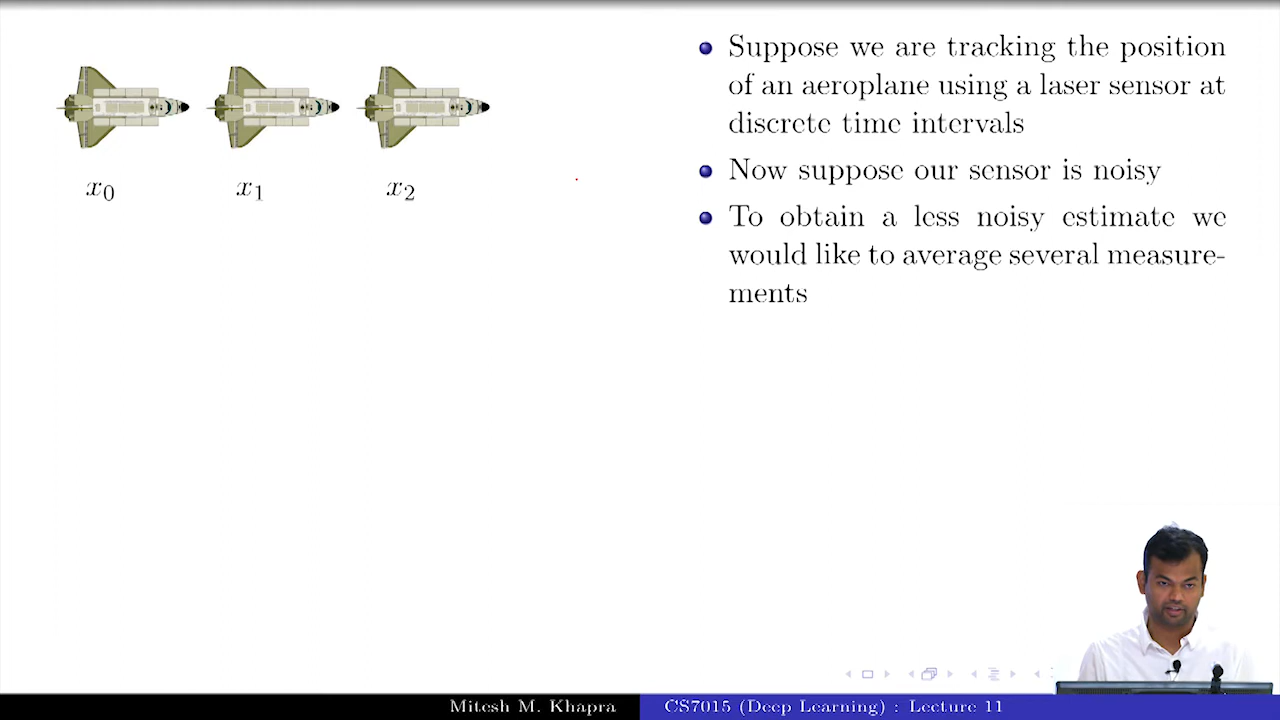 x0 x1 x2
Suppose we are tracking the position
of an aeroplane using a laser sensor at
discrete time intervals
Now suppose our sensor is noisy
To obtain a less noisy estimate we
would like to average several measure-
ments
Mitesh M. Khapra CS7015 (Deep Learning) : Lecture 11